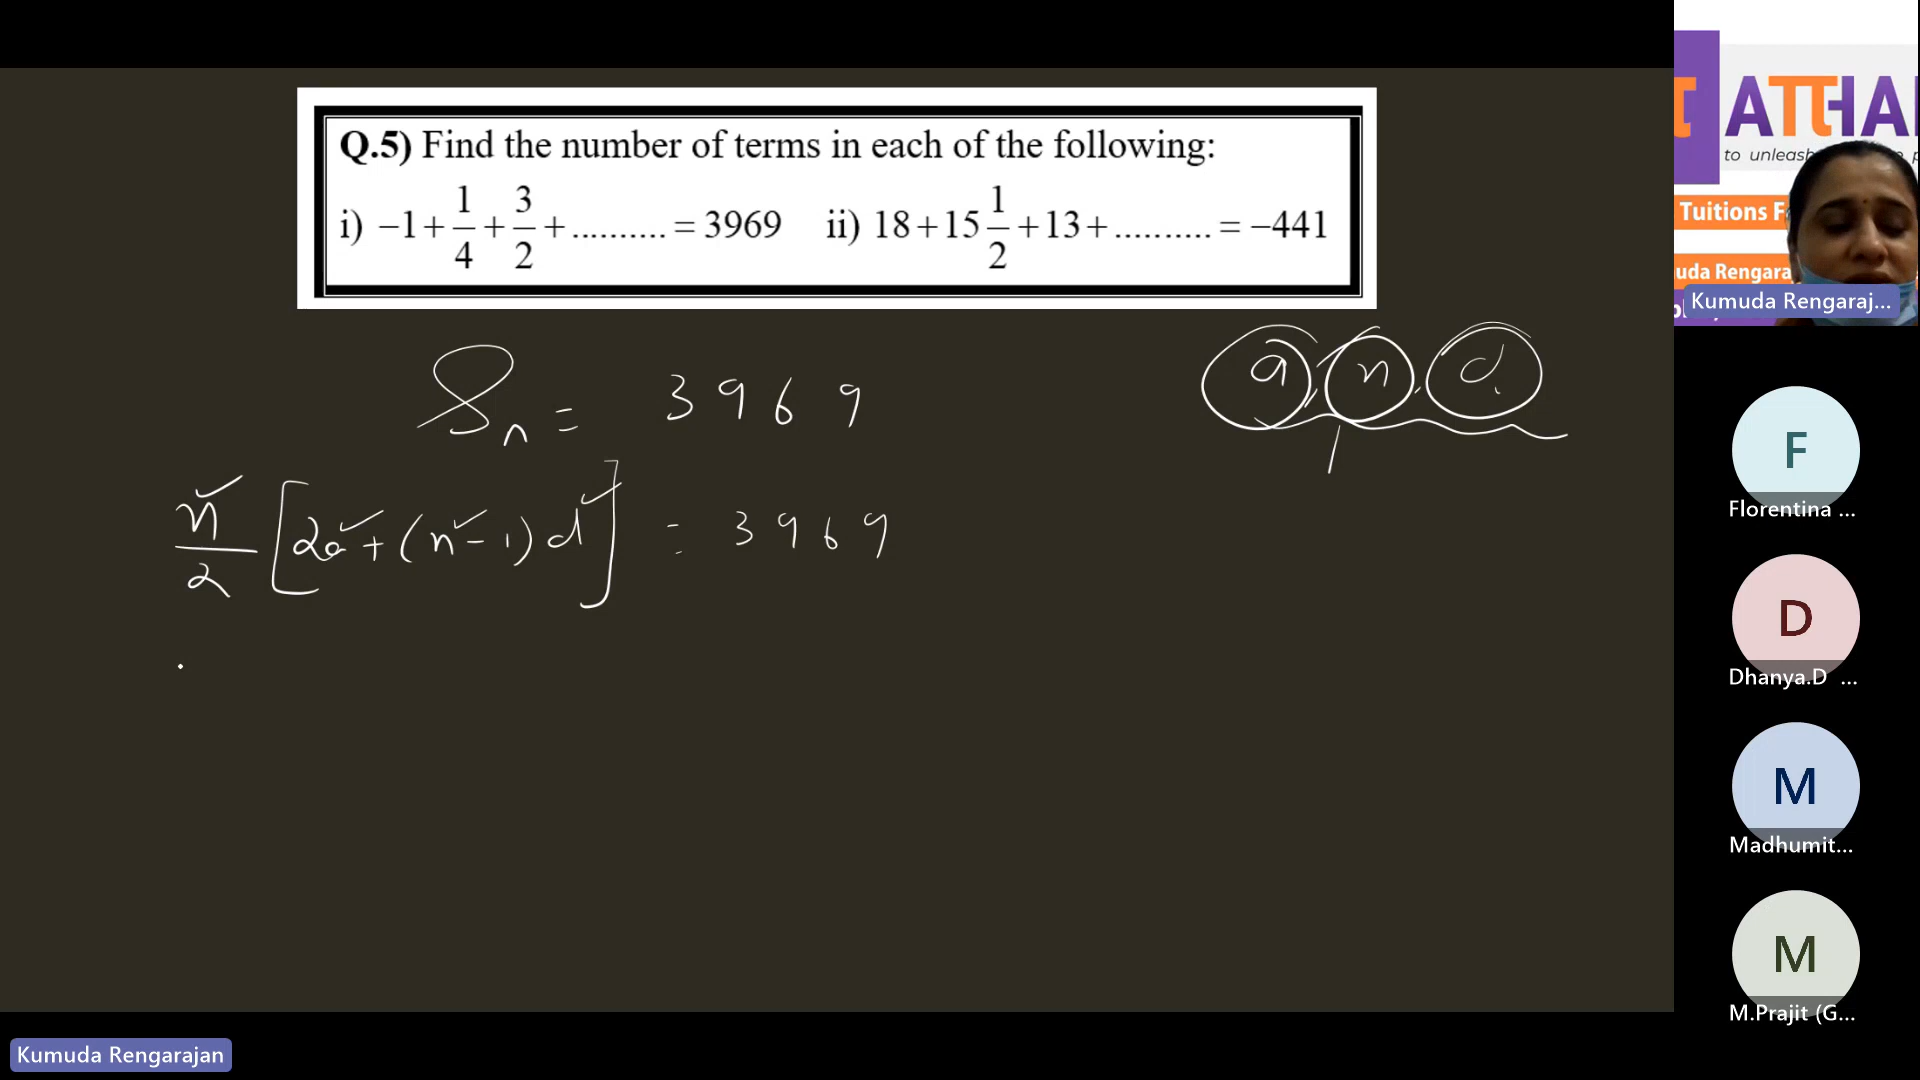 Q.5) Find the number of terms in each of the following:
i) −1 + 1/4 + 3/2 + .......... = 3969 ii) 18 + 15 1/2 + 13 + .......... = −441
Sn = 3969
a, n, d
n/2 [2a + (n − 1) d] = 3969
ATTHA
to unleash
Tuitions F
uda Rengara
Kumuda Rengaraj...
F
Florentina ...
D
Dhanya.D ...
M
Madhumit...
M
M.Prajit (G...
Kumuda Rengarajan